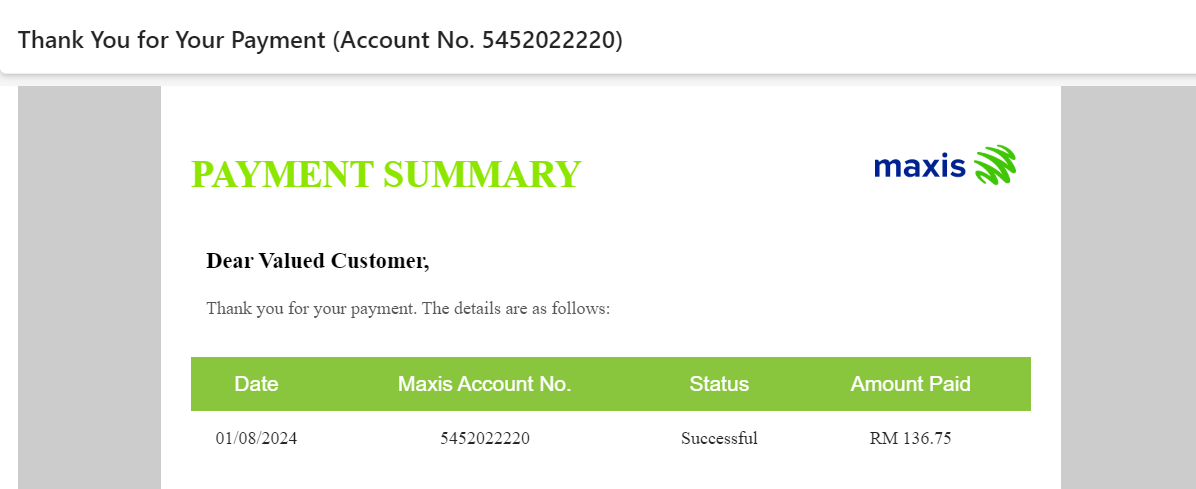 Thank You for Your Payment (Account No. 5452022220)
PAYMENT SUMMARY
maxis
Dear Valued Customer,
Thank you for your payment. The details are as follows:
Date Maxis Account No. Status Amount Paid
01/08/2024 5452022220 Successful RM 136.75